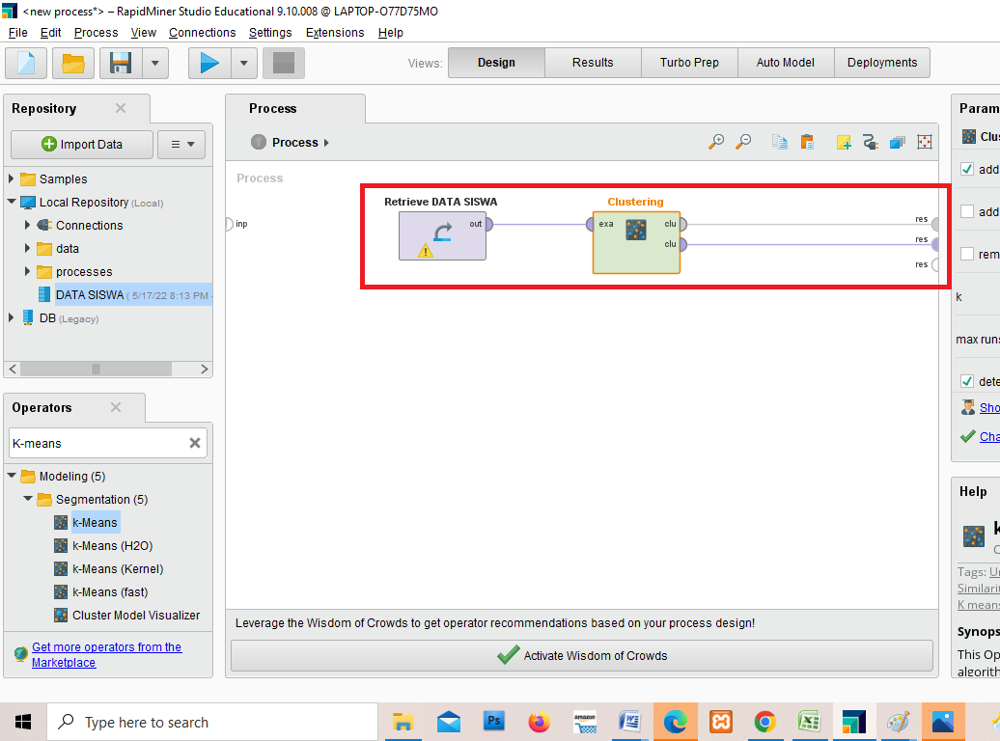 <new process*> – RapidMiner Studio Educational 9.10.008 @ LAPTOP-O77D75MO
File Edit Process View Connections Settings Extensions Help
Views: Design Results Turbo Prep Auto Model Deployments
Repository
Import Data
Samples
Local Repository (Local)
Connections
data
processes
DATA SISWA ( 5/17/22 8:13 PM
DB (Legacy)
Operators
K-means
Modeling (5)
Segmentation (5)
k-Means
k-Means (H2O)
k-Means (Kernel)
k-Means (fast)
Cluster Model Visualizer
Get more operators from the
Marketplace
Process
Process
Process
inp
Retrieve DATA SISWA
out
Clustering
exa
clu
clu
res
res
res
Leverage the Wisdom of Crowds to get operator recommendations based on your process design!
Activate Wisdom of Crowds
Param
Clus
add
add
rem
k
max runs
dete
Sho
Cha
Help
k
Tags: Un
Similarit
K means
Synops
This Op
algorith
Type here to search
Ps
amazon